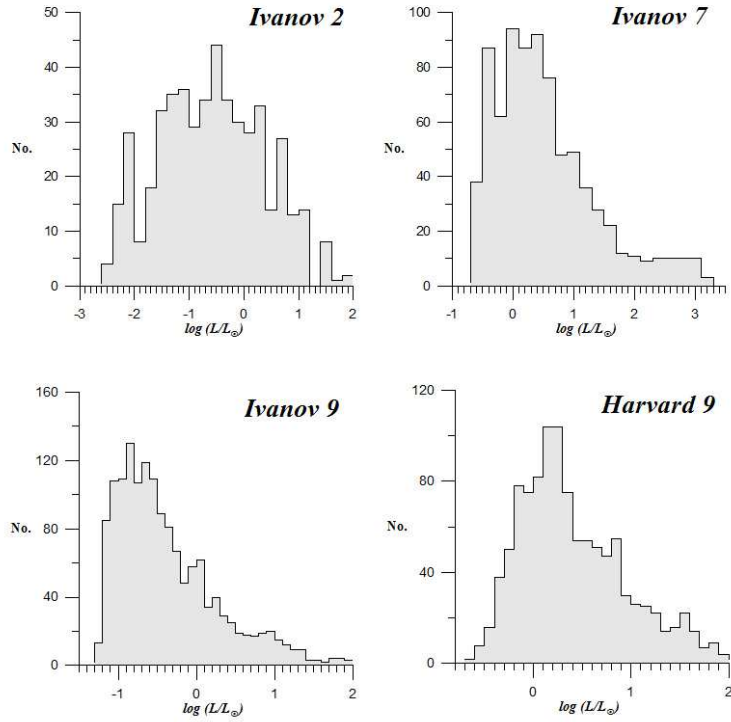 Ivanov 2
50
40
30
20
10
0
No.
-3 -2 -1 0 1 2
log (L/L☉)
Ivanov 7
100
80
60
40
20
0
No.
-1 0 1 2 3
log (L/L☉)
Ivanov 9
160
120
80
40
0
No.
-1 0 1 2
log (L/L☉)
Harvard 9
120
80
40
0
No.
0 1 2
log (L/L☉)